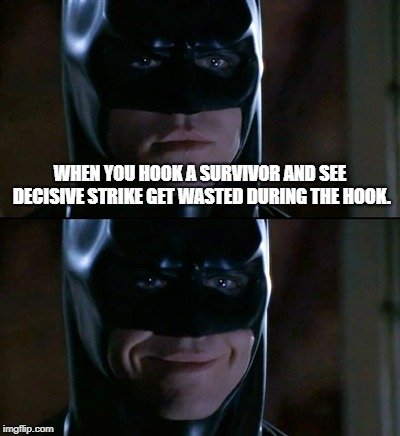 WHEN YOU HOOK A SURVIVOR AND SEE
DECISIVE STRIKE GET WASTED DURING THE HOOK.
imgflip.com